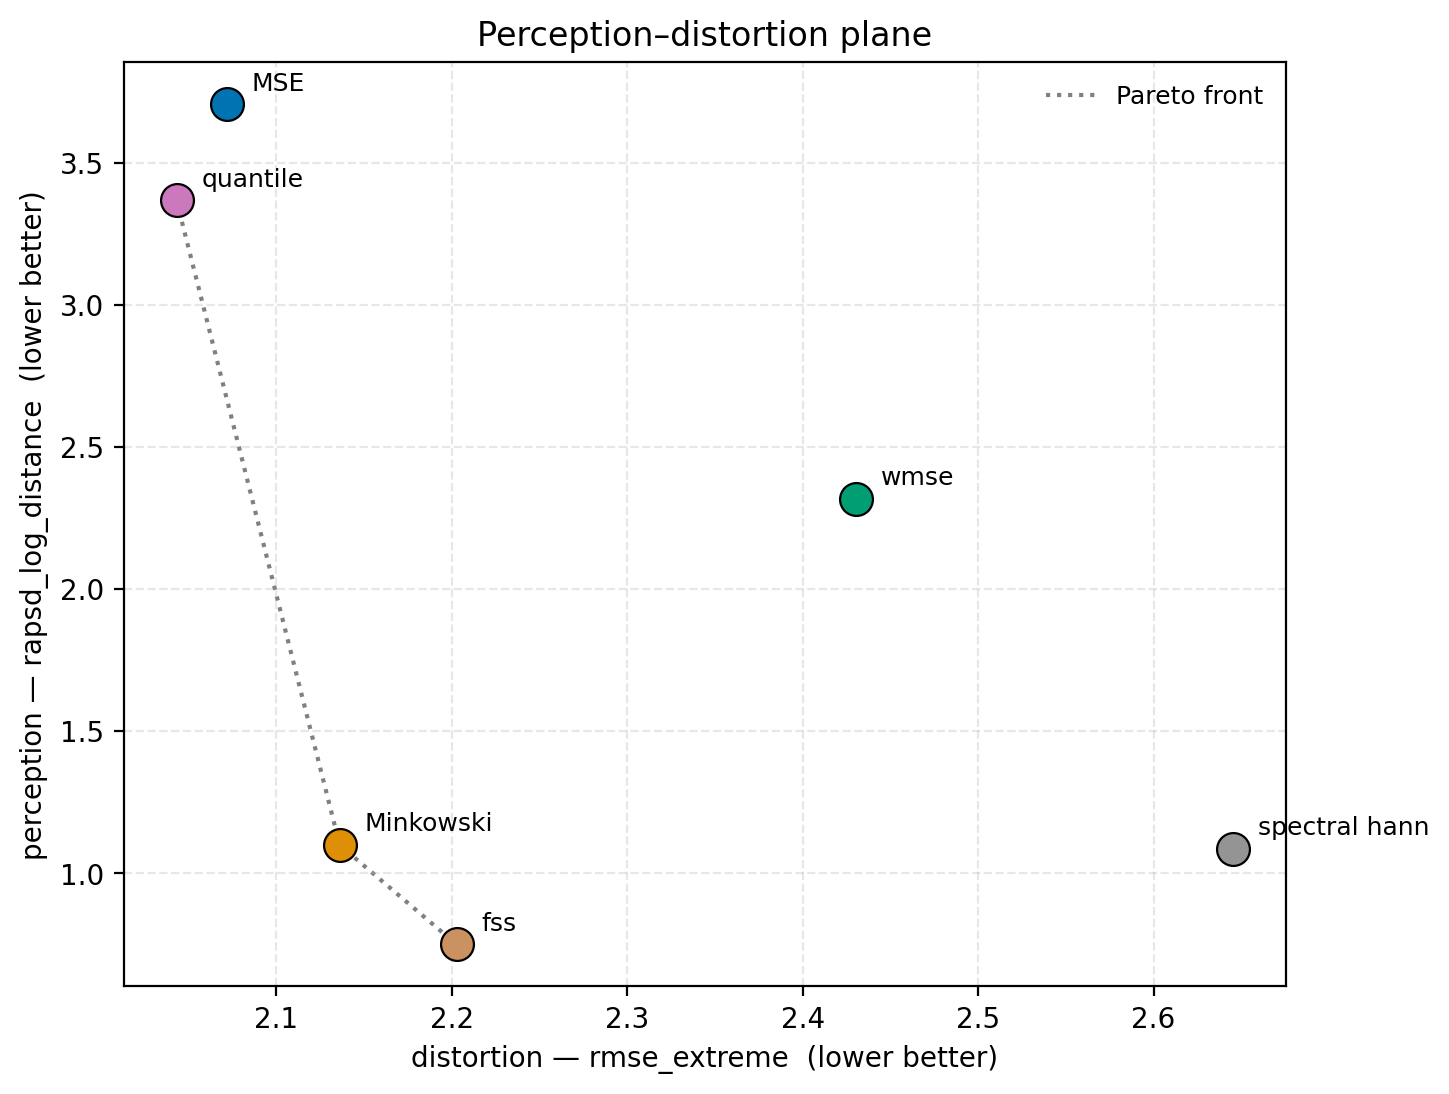 Perception–distortion plane
MSE
Pareto front
quantile
wmse
Minkowski
spectral hann
fss
3.5
3.0
2.5
2.0
1.5
1.0
perception — rapsd_log_distance  (lower better)
2.1
2.2
2.3
2.4
2.5
2.6
distortion — rmse_extreme  (lower better)